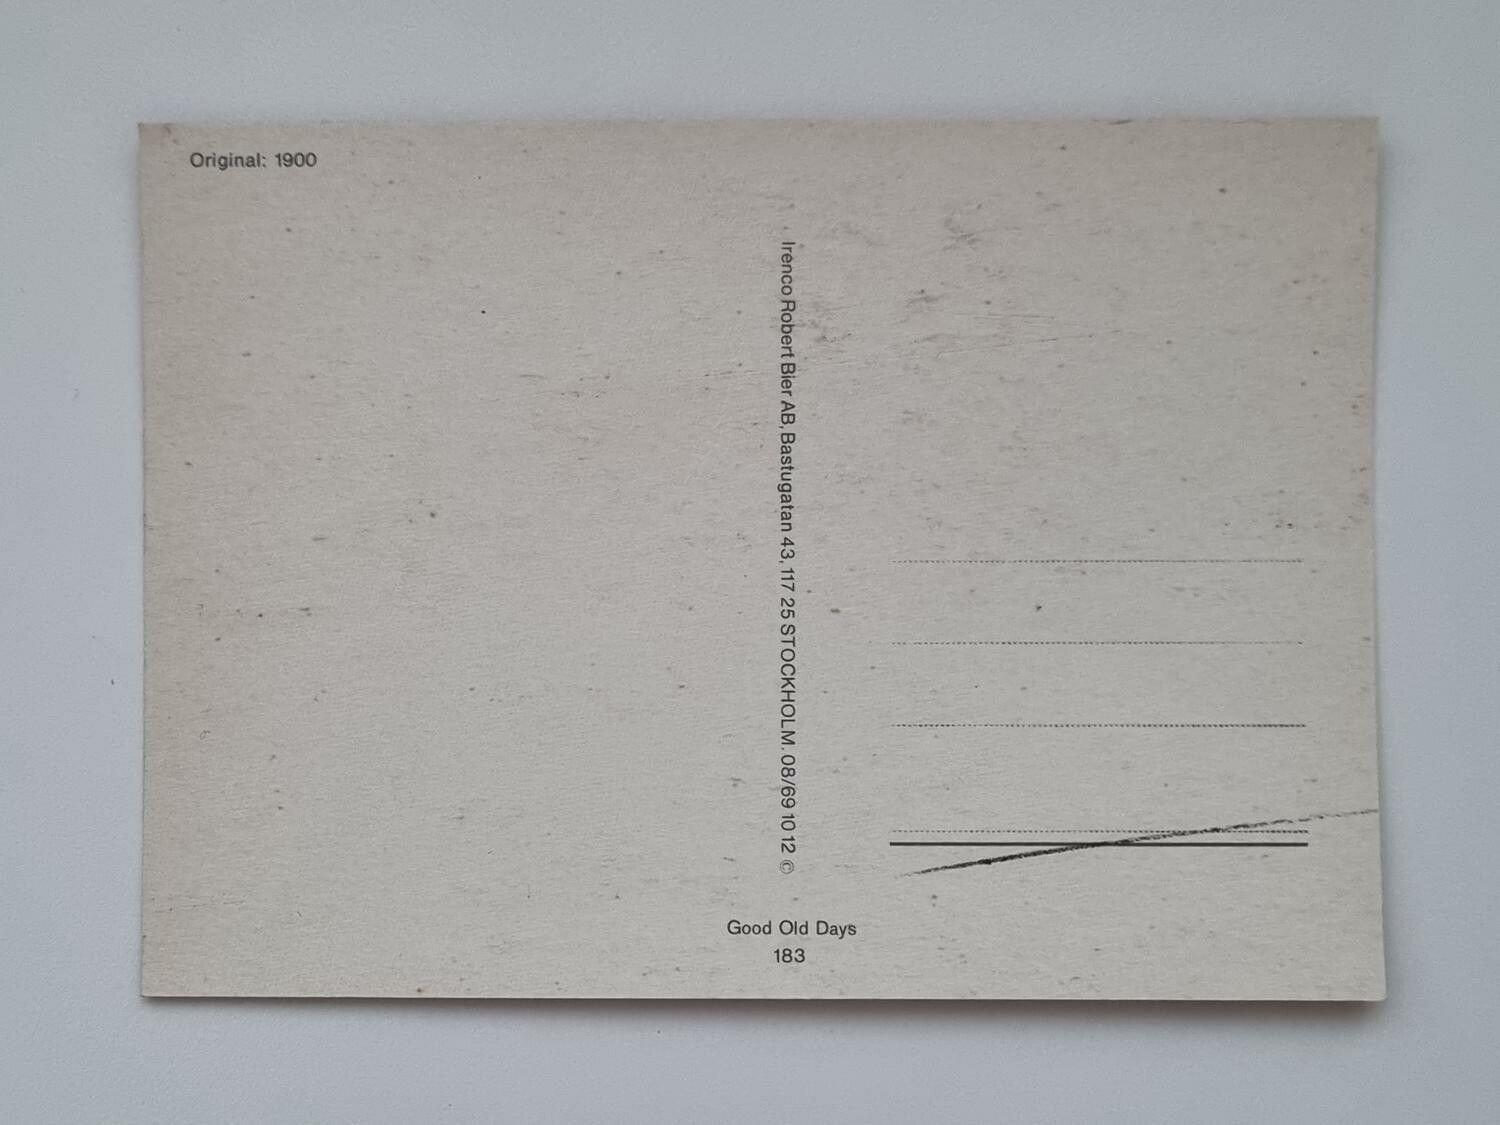 Original: 1900
Irenco Robert Bier AB, Bastugatan 43, 117 25 STOCKHOLM. 08/69 10 12 ©
Good Old Days
183